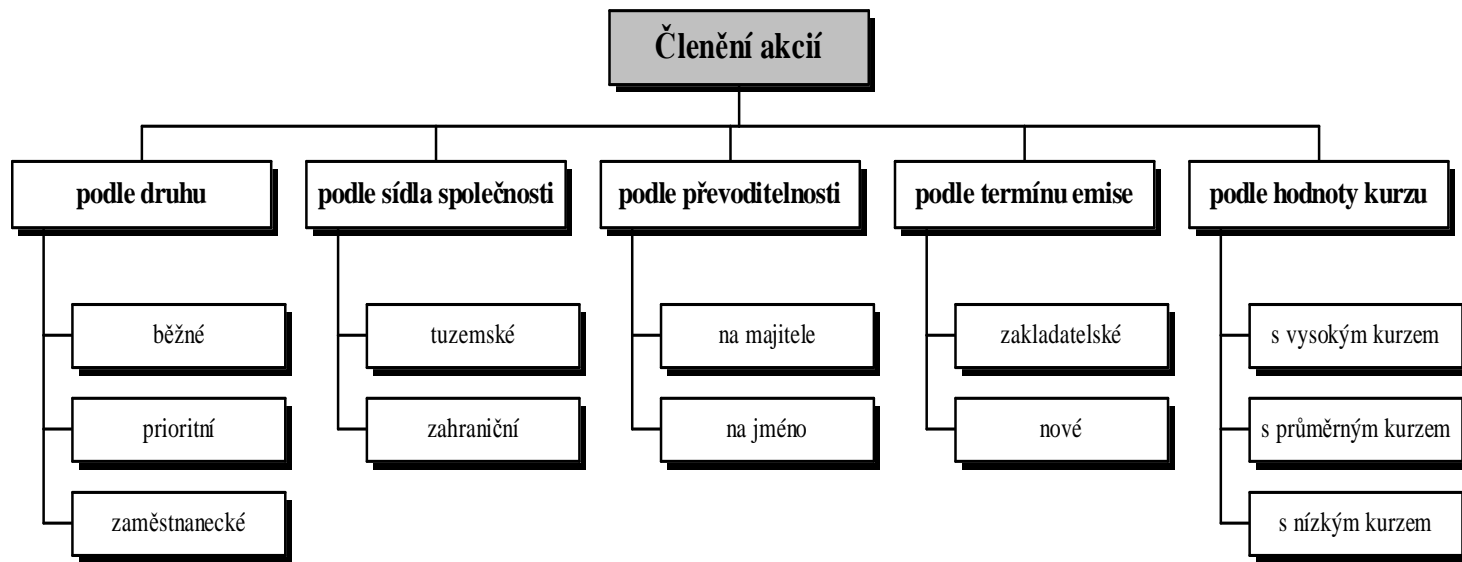 Členění akcií
podle druhu
podle sídla společnosti
podle převoditelnosti
podle termínu emise
podle hodnoty kurzu
běžné
tuzemské
na majitele
zakladatelské
s vysokým kurzem
prioritní
zahraniční
na jméno
nové
s průměrným kurzem
zaměstnanecké
s nízkým kurzem